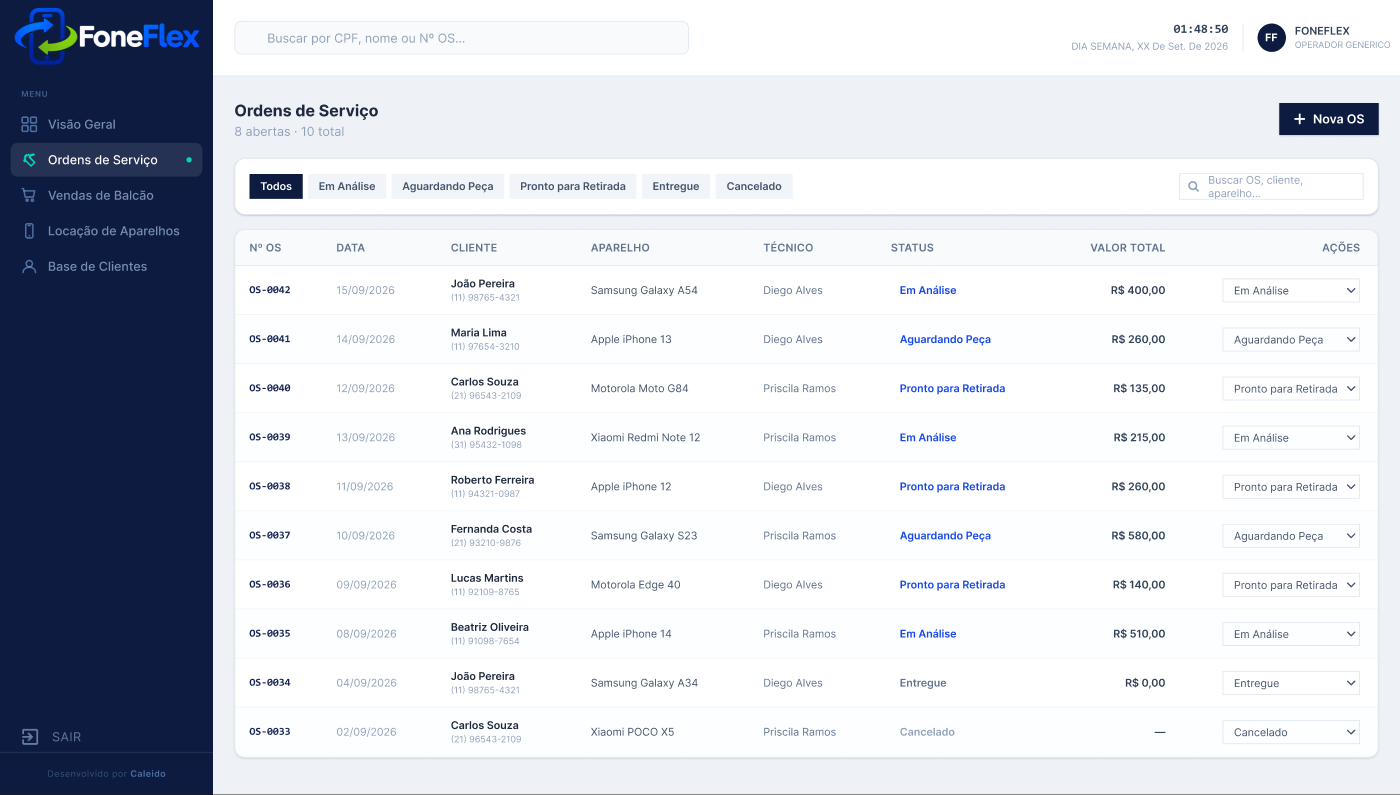 FoneFlex
Buscar por CPF, nome ou Nº OS...
01:48:50
DIA SEMANA, XX De Set. De 2026
FF
FONEFLEX
OPERADOR GENERICO
MENU
Visão Geral
Ordens de Serviço
Vendas de Balcão
Locação de Aparelhos
Base de Clientes
SAIR
Desenvolvido por Caleido
Ordens de Serviço
8 abertas · 10 total
+ Nova OS
Todos Em Análise Aguardando Peça Pronto para Retirada Entregue Cancelado
Buscar OS, cliente,
aparelho...
Nº OS DATA CLIENTE APARELHO TÉCNICO STATUS VALOR TOTAL AÇÕES
OS-0042 15/09/2026 João Pereira Samsung Galaxy A54 Diego Alves Em Análise R$ 400,00 Em Análise
(11) 98765-4321
OS-0041 14/09/2026 Maria Lima Apple iPhone 13 Diego Alves Aguardando Peça R$ 260,00 Aguardando Peça
(11) 97654-3210
OS-0040 12/09/2026 Carlos Souza Motorola Moto G84 Priscila Ramos Pronto para Retirada R$ 135,00 Pronto para Retirada
(21) 96543-2109
OS-0039 13/09/2026 Ana Rodrigues Xiaomi Redmi Note 12 Priscila Ramos Em Análise R$ 215,00 Em Análise
(31) 95432-1098
OS-0038 11/09/2026 Roberto Ferreira Apple iPhone 12 Diego Alves Pronto para Retirada R$ 260,00 Pronto para Retirada
(11) 94321-0987
OS-0037 10/09/2026 Fernanda Costa Samsung Galaxy S23 Priscila Ramos Aguardando Peça R$ 580,00 Aguardando Peça
(21) 93210-9876
OS-0036 09/09/2026 Lucas Martins Motorola Edge 40 Diego Alves Pronto para Retirada R$ 140,00 Pronto para Retirada
(11) 92109-8765
OS-0035 08/09/2026 Beatriz Oliveira Apple iPhone 14 Priscila Ramos Em Análise R$ 510,00 Em Análise
(11) 91098-7654
OS-0034 04/09/2026 João Pereira Samsung Galaxy A34 Diego Alves Entregue R$ 0,00 Entregue
(11) 98765-4321
OS-0033 02/09/2026 Carlos Souza Xiaomi POCO X5 Priscila Ramos Cancelado — Cancelado
(21) 96543-2109